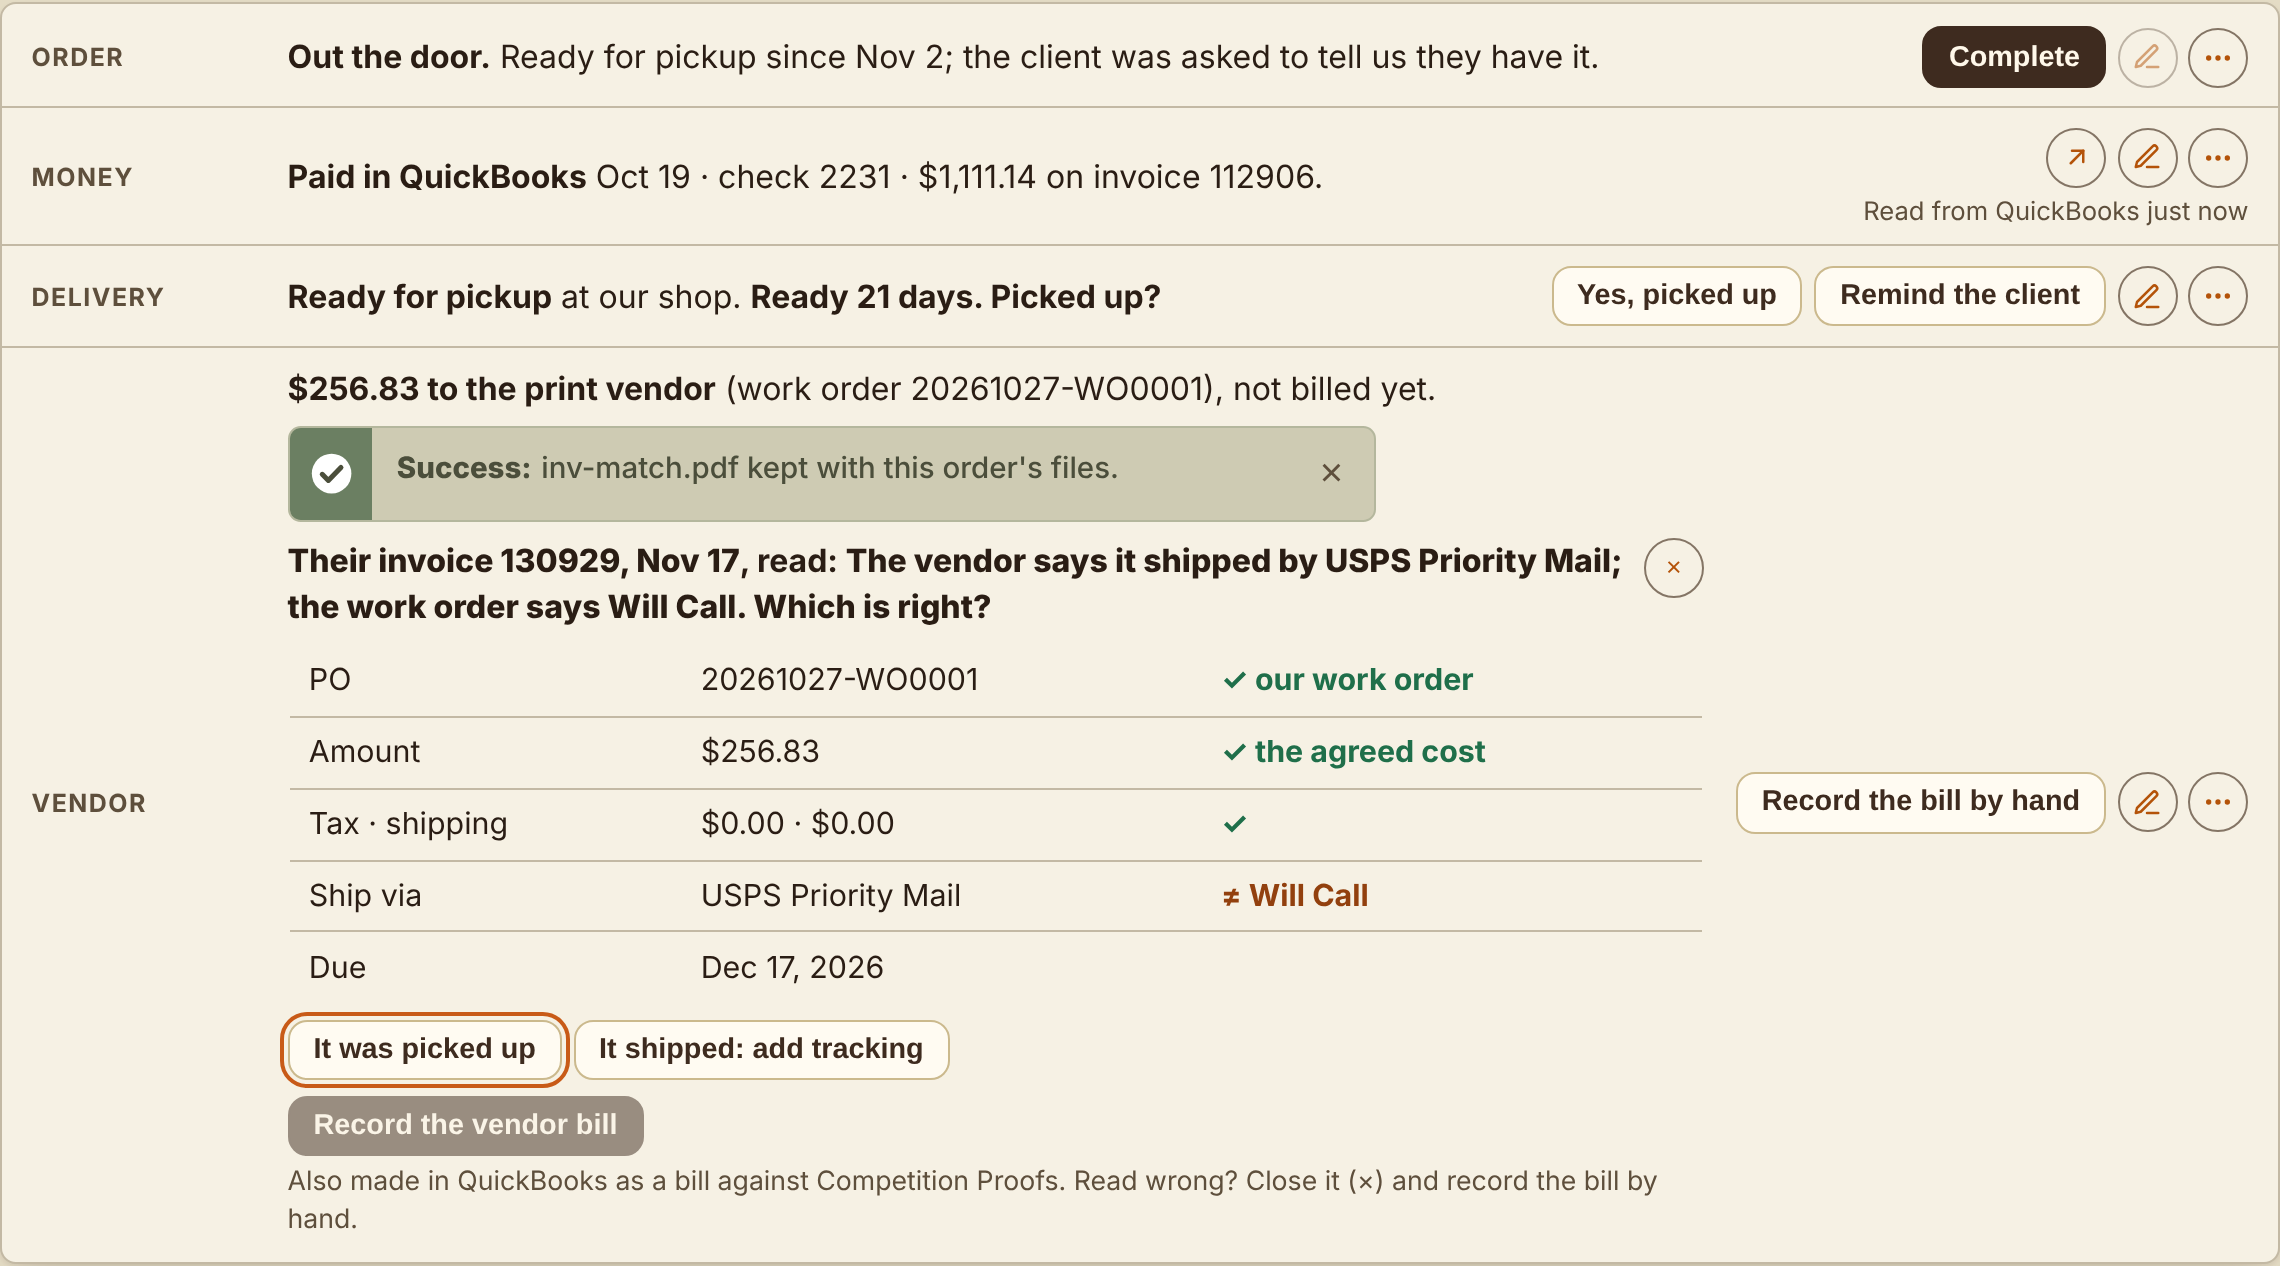 ORDER
Out the door. Ready for pickup since Nov 2; the client was asked to tell us they have it.
Complete
MONEY
Paid in QuickBooks Oct 19 · check 2231 · $1,111.14 on invoice 112906.
Read from QuickBooks just now
DELIVERY
Ready for pickup at our shop. Ready 21 days. Picked up?
Yes, picked up
Remind the client
VENDOR
$256.83 to the print vendor (work order 20261027-WO0001), not billed yet.
Success: inv-match.pdf kept with this order's files.
Their invoice 130929, Nov 17, read: The vendor says it shipped by USPS Priority Mail;
the work order says Will Call. Which is right?
PO 20261027-WO0001 ✓ our work order
Amount $256.83 ✓ the agreed cost
Tax · shipping $0.00 · $0.00 ✓
Ship via USPS Priority Mail ≠ Will Call
Due Dec 17, 2026
Record the bill by hand
It was picked up
It shipped: add tracking
Record the vendor bill
Also made in QuickBooks as a bill against Competition Proofs. Read wrong? Close it (×) and record the bill by
hand.